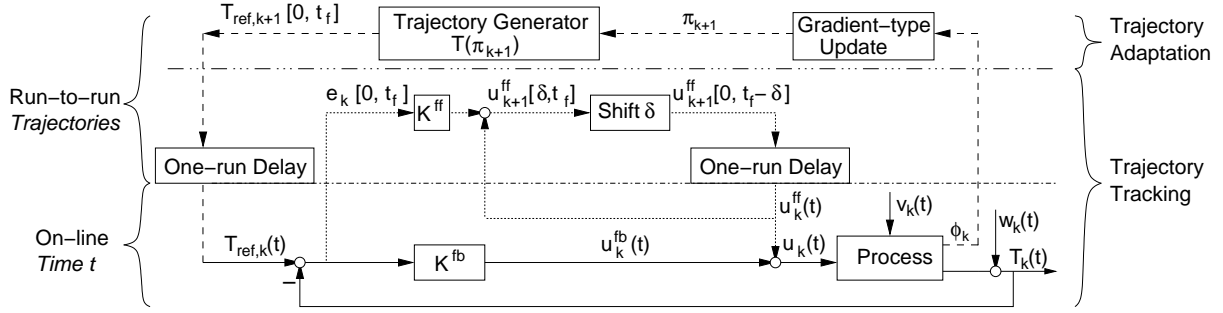 T_ref,k+1 [0, t_f]
Trajectory Generator
T(π_k+1)
π_k+1
Gradient−type
Update
Trajectory
Adaptation
Run−to−run
Trajectories
e_k [0, t_f]
K^ff
u^ff_k+1[δ,t_f]
Shift δ
u^ff_k+1[0, t_f− δ]
One−run Delay
One−run Delay
Trajectory
Tracking
u^ff_k(t)
v_k(t)
w_k(t)
On−line
Time t
T_ref,k(t)
−
K^fb
u^fb_k(t)
u_k(t)
Process
ϕ_k
T_k(t)